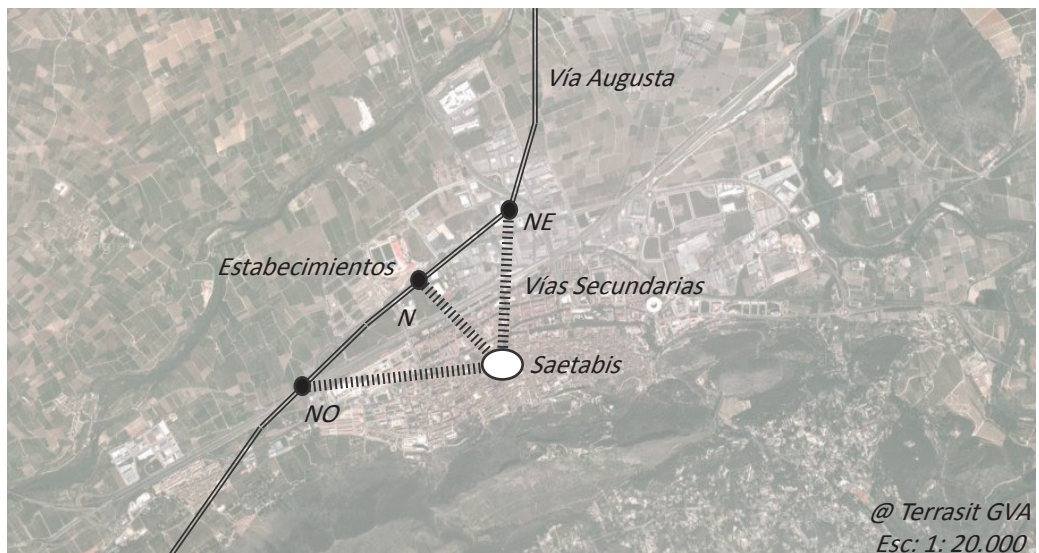 Vía Augusta
NE
Estabecimientos
Vías Secundarias
N
Saetabis
NO
@ Terrasit GVA
Esc: 1: 20.000